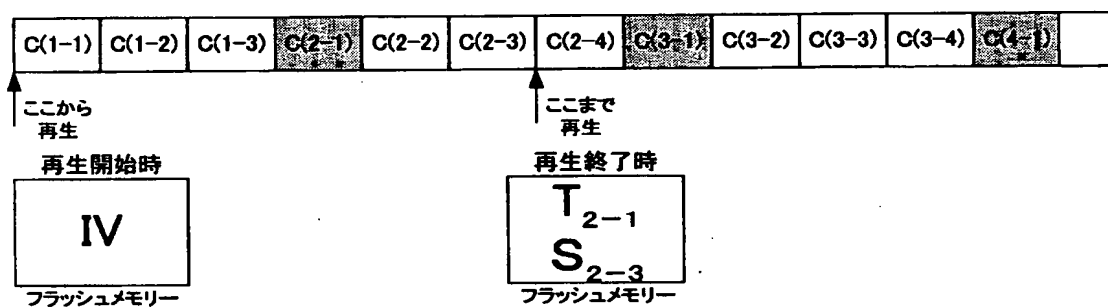 C(1-1) C(1-2) C(1-3) C(2-1) C(2-2) C(2-3) C(2-4) C(3-1) C(3-2) C(3-3) C(3-4) C(4-1)
ここから
再生
ここまで
再生
再生開始時
再生終了時
IV
T2-1
S2-3
フラッシュメモリー
フラッシュメモリー